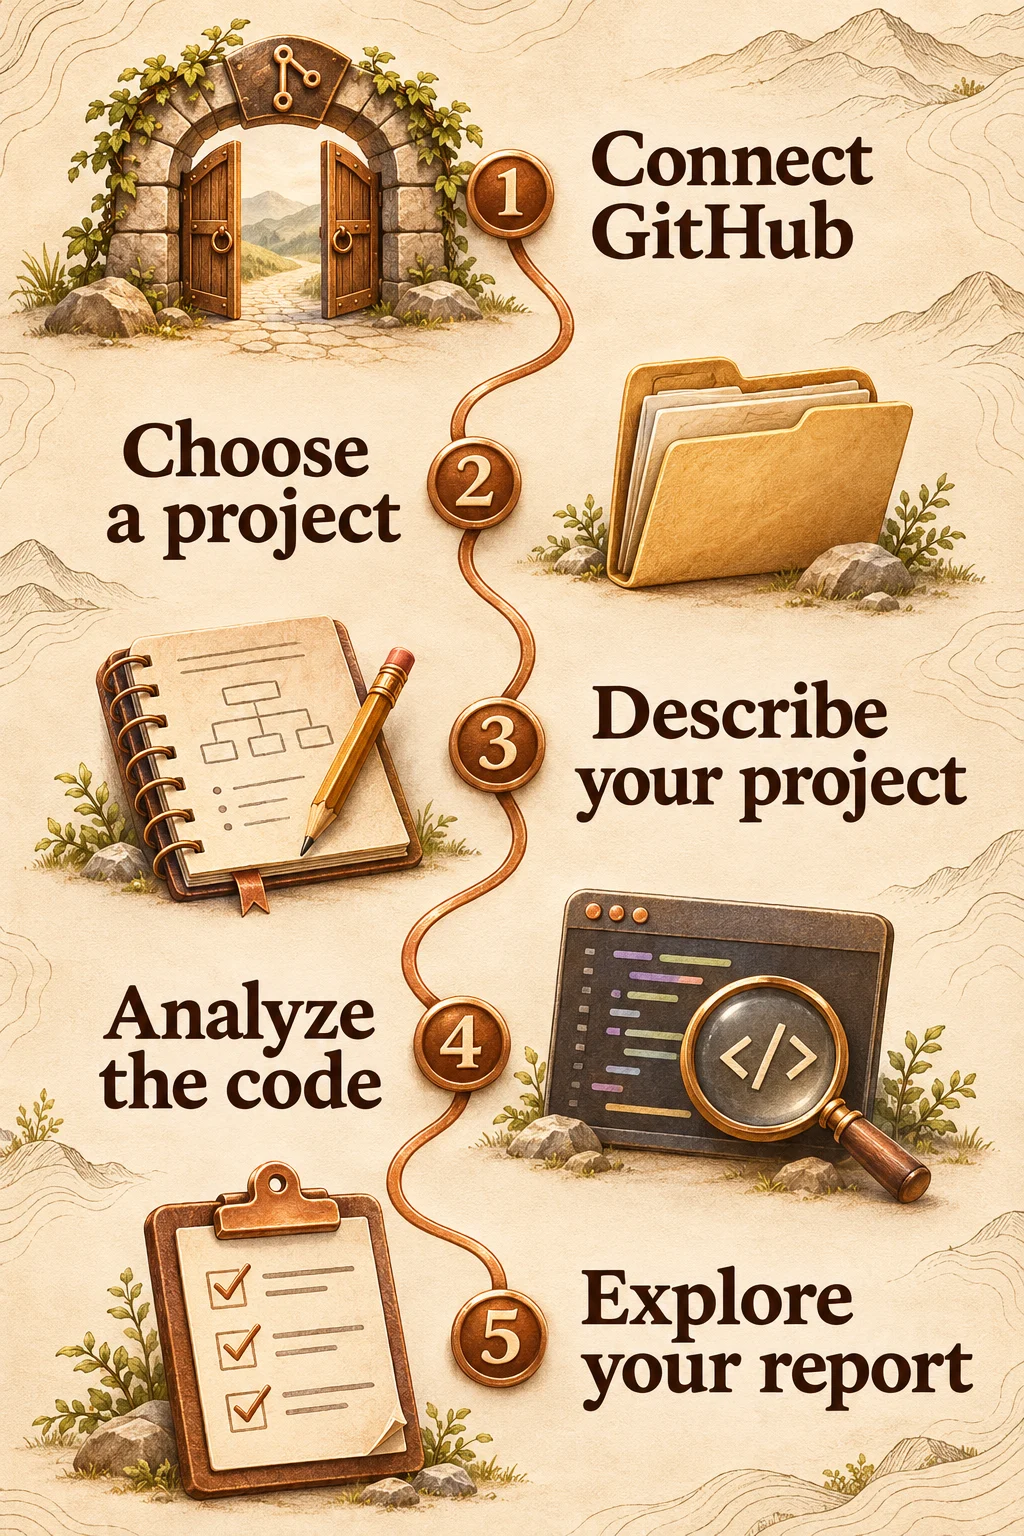 1
Connect
GitHub
Choose
a project
2
3
Describe
your project
Analyze
the code
4
</>
5
Explore
your report